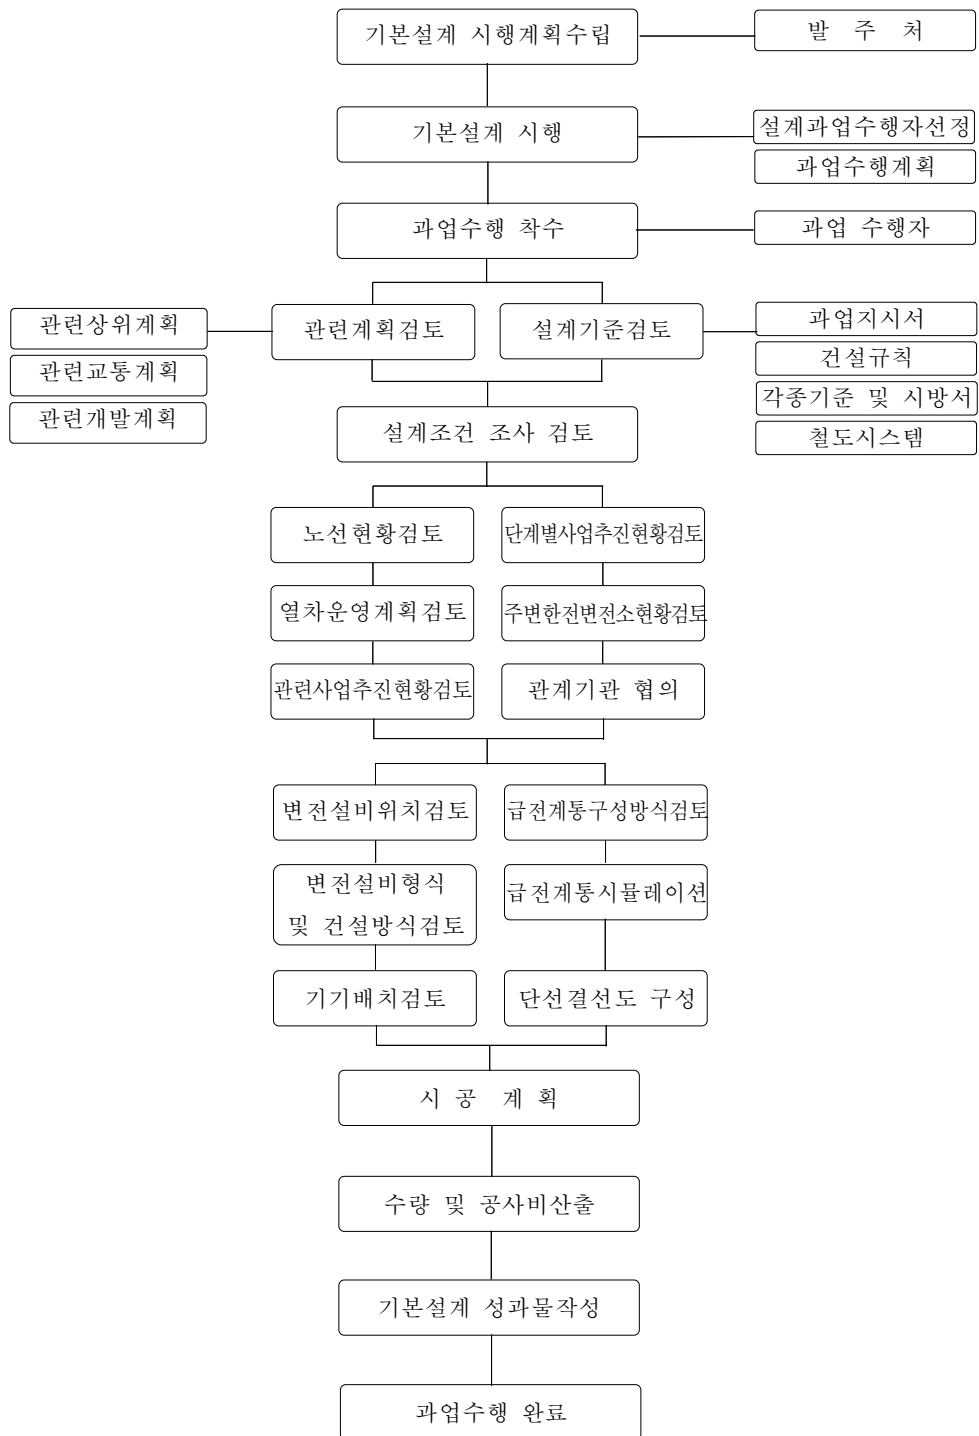 기본설계 시행계획수립
발 주 처
기본설계 시행
설계과업수행자선정
과업수행계획
과업수행 착수
과업 수행자
관련상위계획
관련교통계획
관련개발계획
관련계획검토
설계기준검토
과업지시서
건설규칙
각종기준 및 시방서
철도시스템
설계조건 조사 검토
노선현황검토
단계별사업추진현황검토
열차운영계획검토
주변한전변전소현황검토
관련사업추진현황검토
관계기관 협의
변전설비위치검토
급전계통구성방식검토
변전설비형식
및 건설방식검토
급전계통시뮬레이션
기기배치검토
단선결선도 구성
시 공 계 획
수량 및 공사비산출
기본설계 성과물작성
과업수행 완료